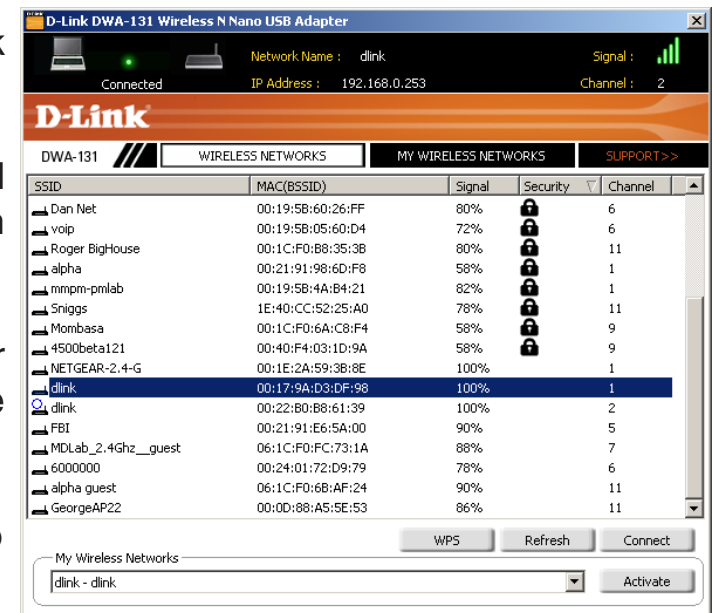 D-Link DWA-131 Wireless N Nano USB Adapter
Network Name : dlink Signal :
Connected IP Address : 192.168.0.253 Channel : 2
D-Link
DWA-131 WIRELESS NETWORKS MY WIRELESS NETWORKS SUPPORT>>
SSID MAC(BSSID) Signal Security Channel
Dan Net 00:19:5B:60:26:FF 80% 6
voip 00:19:5B:05:60:D4 72% 6
Roger BigHouse 00:1C:F0:B8:35:3B 80% 11
alpha 00:21:91:98:6D:F8 58% 1
mmpm-pmlab 00:19:5B:4A:B4:21 82% 1
Sniggs 1E:40:CC:52:25:A0 78% 11
Mombasa 00:1C:F0:6A:C8:F4 58% 9
4500beta121 00:40:F4:03:1D:9A 58% 9
NETGEAR-2.4-G 00:1E:2A:59:3B:8E 100% 1
dlink 00:17:9A:D3:DF:98 100% 1
dlink 00:22:B0:B8:61:39 100% 2
FBI 00:21:91:E6:5A:00 90% 5
MDLab_2.4Ghz__guest 06:1C:F0:FC:73:1A 88% 7
6000000 00:24:01:72:D9:79 78% 6
alpha guest 06:1C:F0:6B:AF:24 90% 11
GeorgeAP22 00:0D:88:A5:5E:53 86% 11
WPS Refresh Connect
My Wireless Networks
dlink - dlink Activate